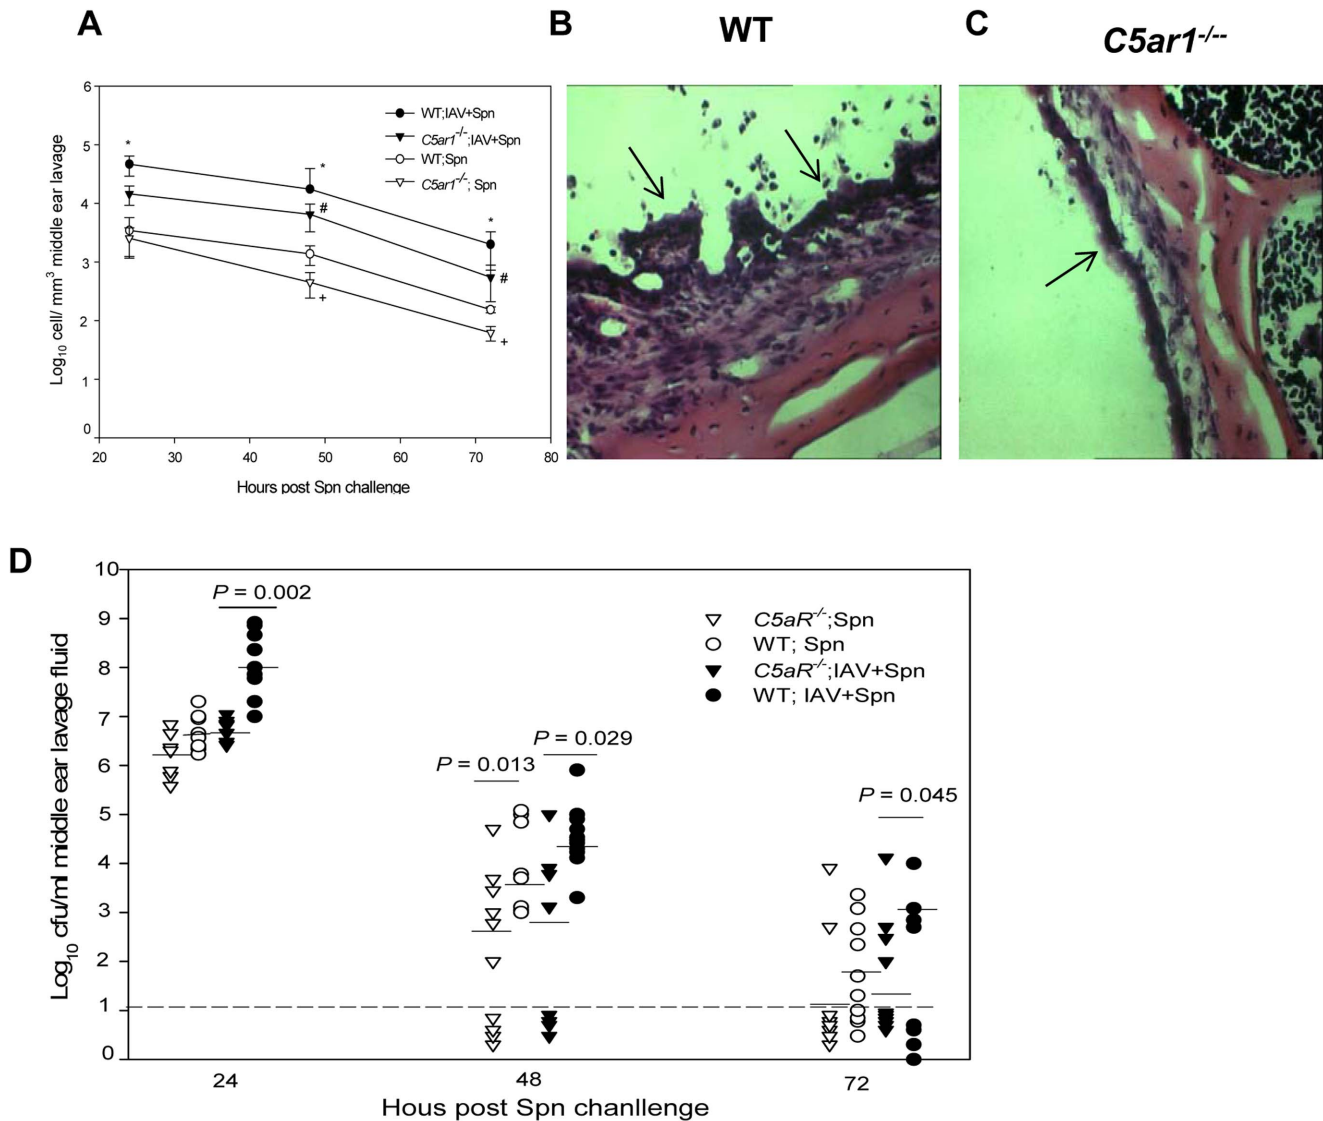 A
B
WT
C
C5ar1-/--
6
5
4
3
2
1
0
Log10 cell/ mm3 middle ear lavage
WT;IAV+Spn
C5ar1-/-;IAV+Spn
WT;Spn
C5ar1-/-; Spn
*
*
*
#
#
+
+
20 30 40 50 60 70 80
Hours post Spn challenge
D
10
9
8
7
6
5
4
3
2
1
0
Log10 cfu/ml middle ear lavage fluid
P = 0.002
C5aR-/-;Spn
WT; Spn
C5aR-/-;IAV+Spn
WT; IAV+Spn
P = 0.013
P = 0.029
P = 0.045
24 48 72
Hous post Spn chanllenge